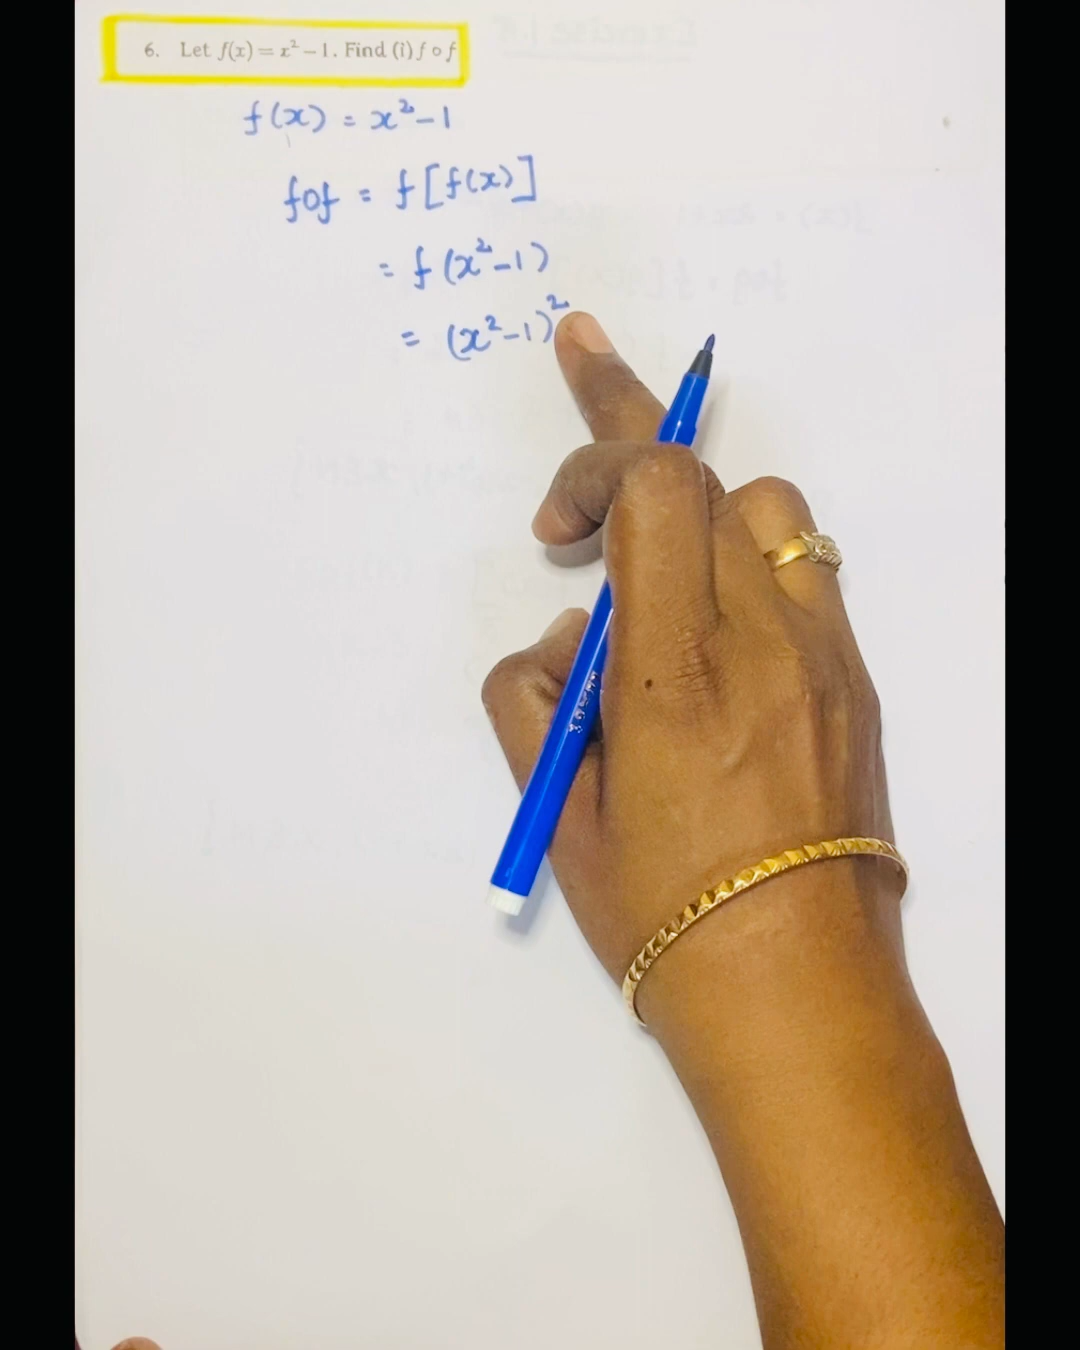 6. Let f(x) = x² – 1. Find (i) f o f
f(x) = x²-1
fof = f[f(x)]
= f(x²-1)
= (x²-1)²